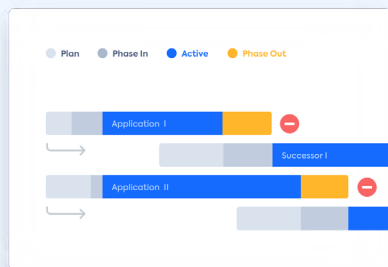 Plan Phase In Active Phase Out
Application I
Successor I
Application II